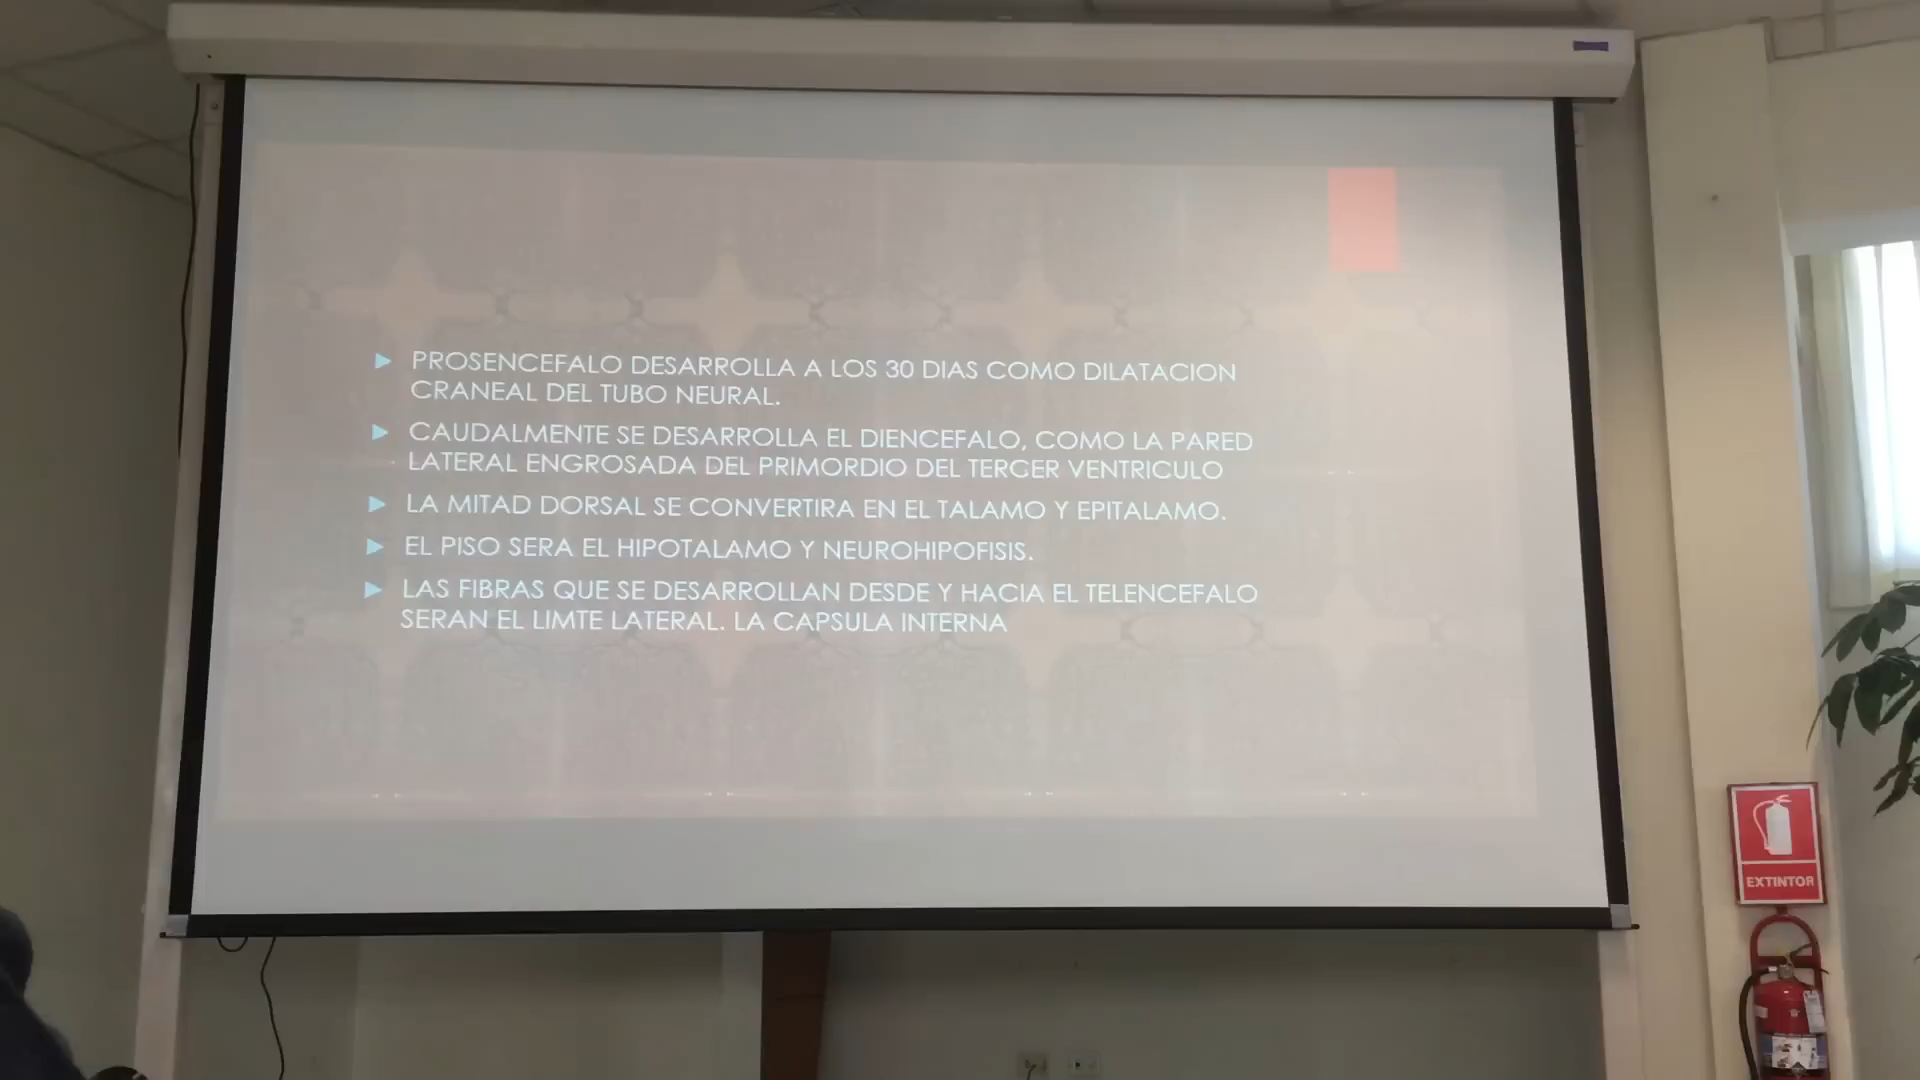 PROSENCEFALO DESARROLLA A LOS 30 DIAS COMO DILATACION
CRANEAL DEL TUBO NEURAL.
CAUDALMENTE SE DESARROLLA EL DIENCEFALO, COMO LA PARED
LATERAL ENGROSADA DEL PRIMORDIO DEL TERCER VENTRICULO
LA MITAD DORSAL SE CONVERTIRA EN EL TALAMO Y EPITALAMO.
EL PISO SERA EL HIPOTALAMO Y NEUROHIPOFISIS.
LAS FIBRAS QUE SE DESARROLLAN DESDE Y HACIA EL TELENCEFALO
SERAN EL LIMTE LATERAL. LA CAPSULA INTERNA
EXTINTOR